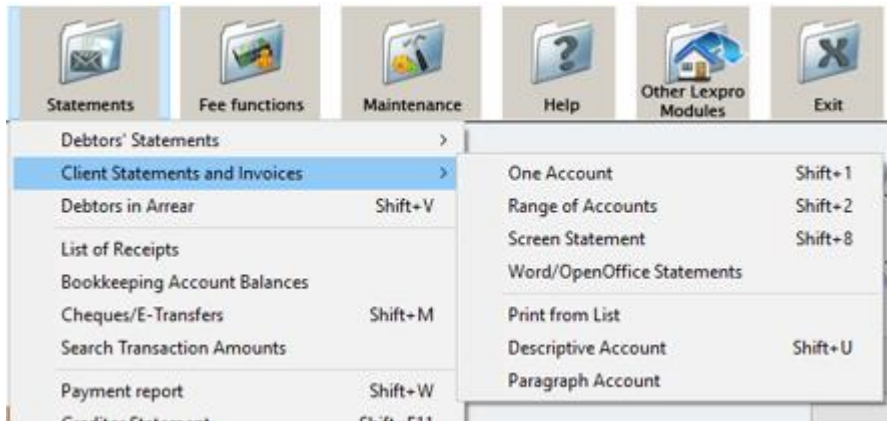 Statements
Fee functions
Maintenance
Help
Other Lexpro
Modules
Exit
Debtors' Statements
Client Statements and Invoices
Debtors in Arrear Shift+V
List of Receipts
Bookkeeping Account Balances
Cheques/E-Transfers Shift+M
Search Transaction Amounts
Payment report Shift+W
One Account Shift+1
Range of Accounts Shift+2
Screen Statement Shift+8
Word/OpenOffice Statements
Print from List
Descriptive Account Shift+U
Paragraph Account